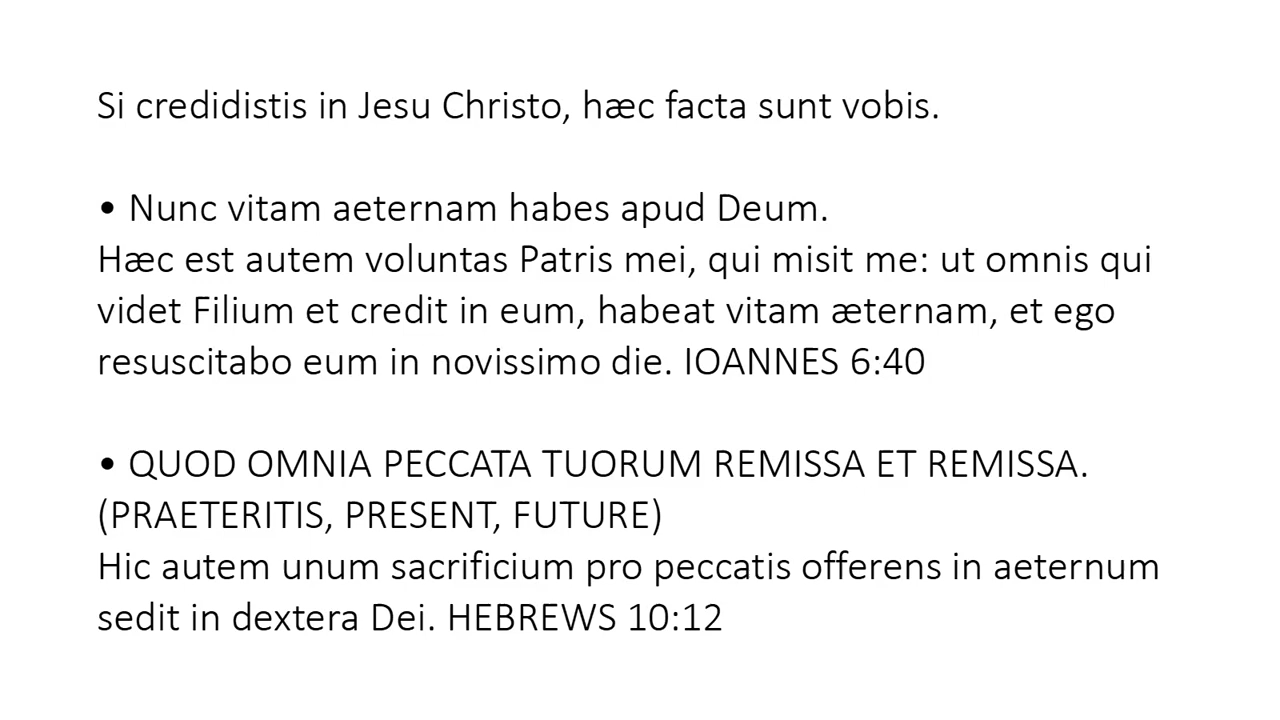 Si credidistis in Jesu Christo, hæc facta sunt vobis.
• Nunc vitam aeternam habes apud Deum.
Hæc est autem voluntas Patris mei, qui misit me: ut omnis qui
videt Filium et credit in eum, habeat vitam æternam, et ego
resuscitabo eum in novissimo die. IOANNES 6:40
• QUOD OMNIA PECCATA TUORUM REMISSA ET REMISSA.
(PRAETERITIS, PRESENT, FUTURE)
Hic autem unum sacrificium pro peccatis offerens in aeternum
sedit in dextera Dei. HEBREWS 10:12